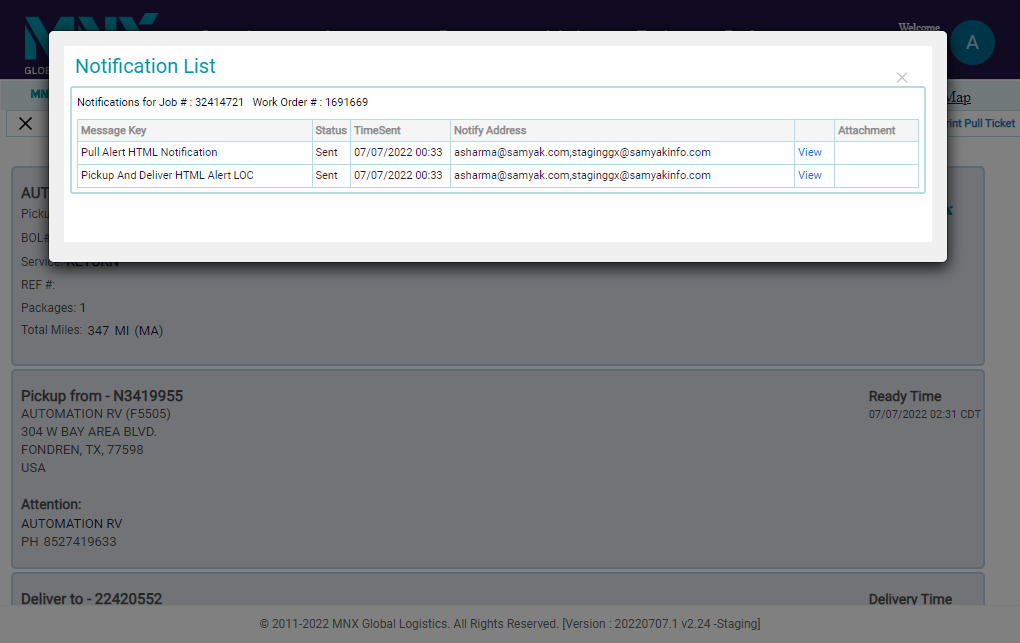 MNX
Welcome
A
GLOB
Notification List
Notifications for Job # : 32414721 Work Order # : 1691669
Message Key Status TimeSent Notify Address Attachment
Pull Alert HTML Notification Sent 07/07/2022 00:33 asharma@samyak.com,staginggx@samyakinfo.com View
Pickup And Deliver HTML Alert LOC Sent 07/07/2022 00:33 asharma@samyak.com,staginggx@samyakinfo.com View
MN
Map
rint Pull Ticket
AUT
Picku
BOL#
Service: RETURN
REF #:
Packages: 1
Total Miles: 347 MI (MA)
Pickup from - N3419955
Ready Time
AUTOMATION RV (F5505)
07/07/2022 02:31 CDT
304 W BAY AREA BLVD.
FONDREN, TX, 77598
USA
Attention:
AUTOMATION RV
PH 8527419633
Deliver to - 22420552
Delivery Time
© 2011-2022 MNX Global Logistics. All Rights Reserved. [Version : 20220707.1 v2.24 -Staging]